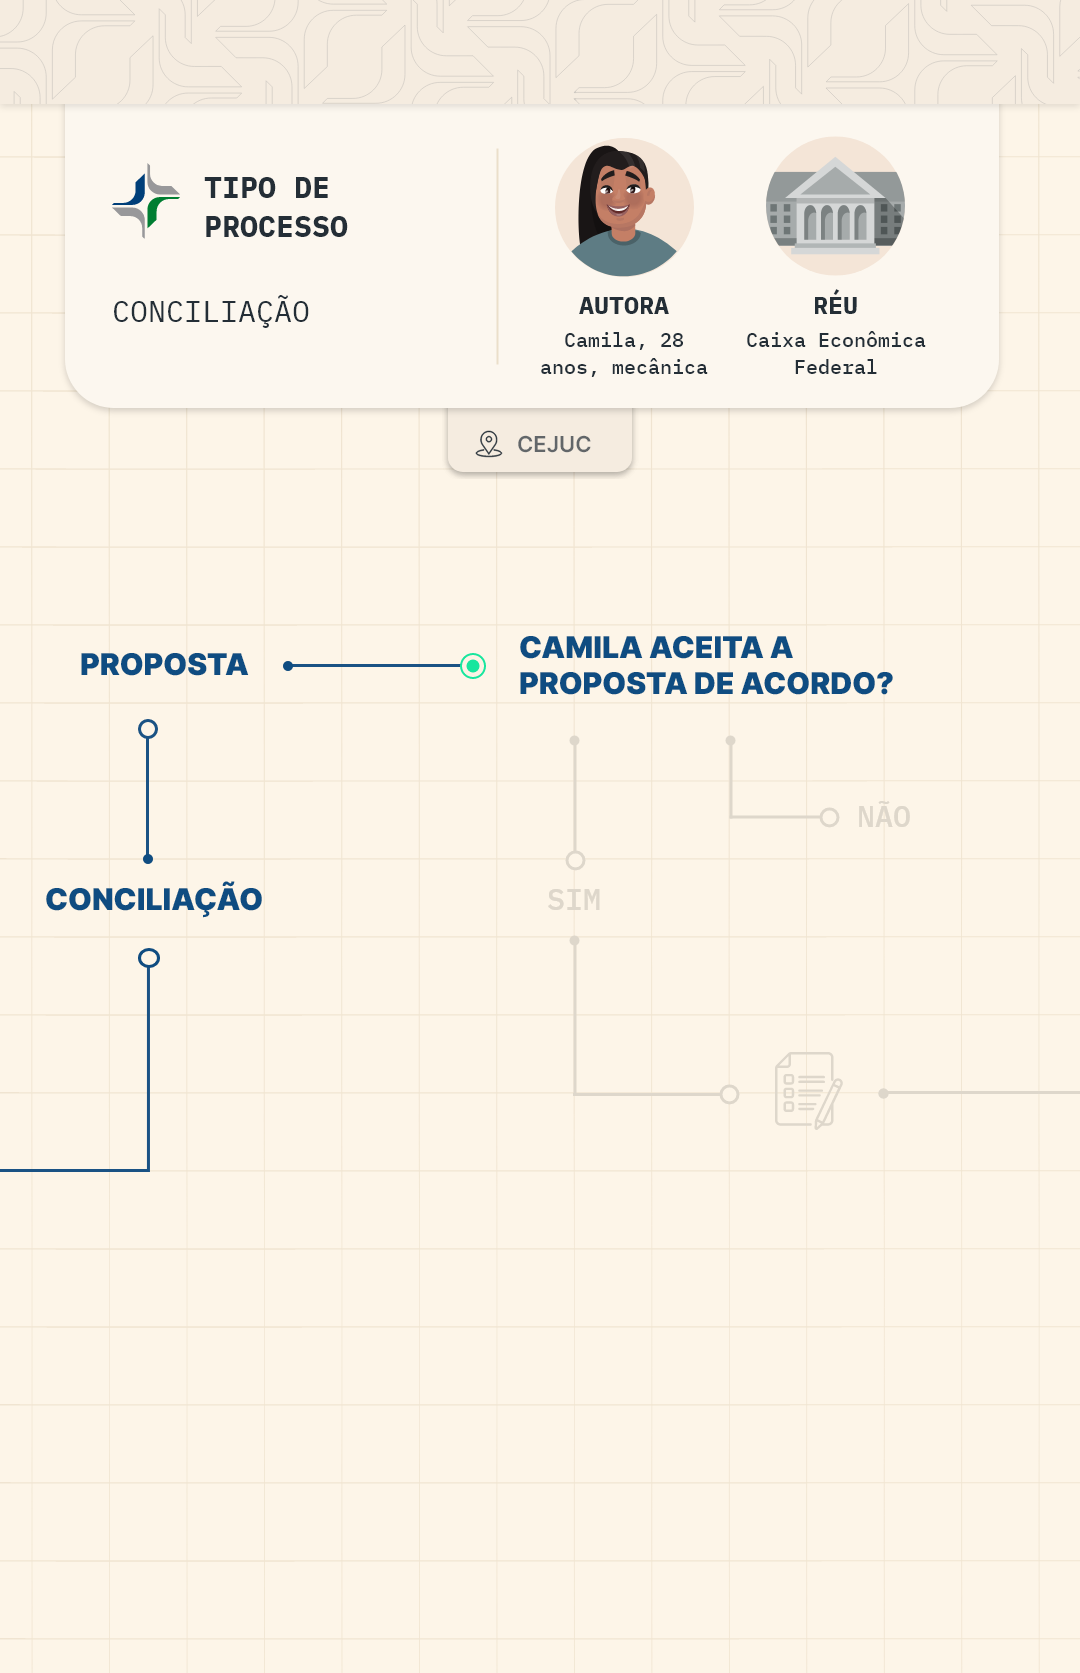 TIPO DE
PROCESSO
CONCILIAÇÃO
AUTORA
Camila, 28
anos, mecânica
RÉU
Caixa Econômica
Federal
CEJUC
PROPOSTA
CAMILA ACEITA A
PROPOSTA DE ACORDO?
NÃO
CONCILIAÇÃO
SIM